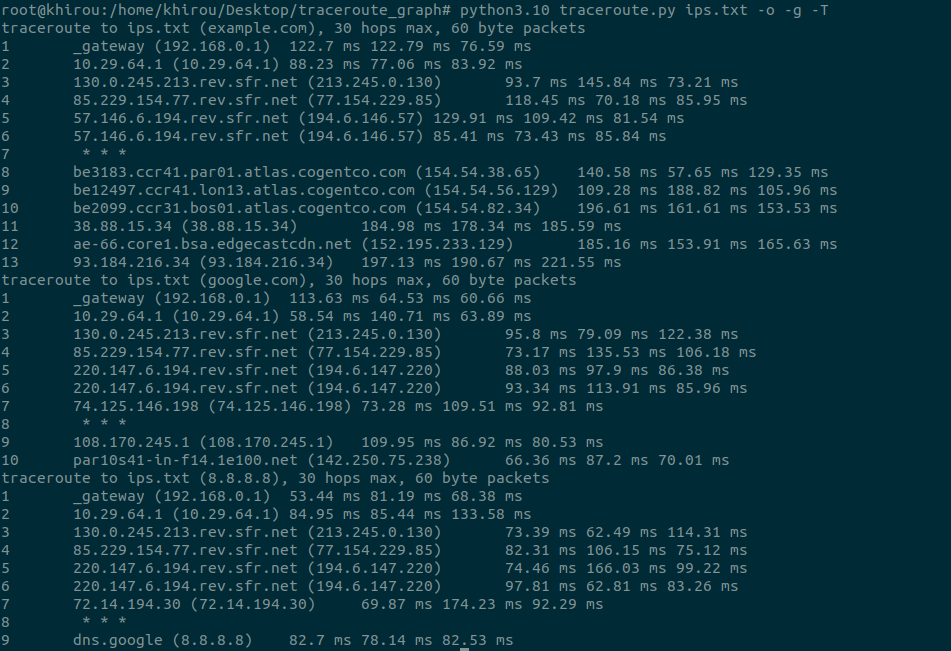 root@khirou:/home/khirou/Desktop/traceroute_graph# python3.10 traceroute.py ips.txt -o -g -T
traceroute to ips.txt (example.com), 30 hops max, 60 byte packets
1 _gateway (192.168.0.1) 122.7 ms 122.79 ms 76.59 ms
2 10.29.64.1 (10.29.64.1) 88.23 ms 77.06 ms 83.92 ms
3 130.0.245.213.rev.sfr.net (213.245.0.130) 93.7 ms 145.84 ms 73.21 ms
4 85.229.154.77.rev.sfr.net (77.154.229.85) 118.45 ms 70.18 ms 85.95 ms
5 57.146.6.194.rev.sfr.net (194.6.146.57) 129.91 ms 109.42 ms 81.54 ms
6 57.146.6.194.rev.sfr.net (194.6.146.57) 85.41 ms 73.43 ms 85.84 ms
7 * * *
8 be3183.ccr41.par01.atlas.cogentco.com (154.54.38.65) 140.58 ms 57.65 ms 129.35 ms
9 be12497.ccr41.lon13.atlas.cogentco.com (154.54.56.129) 109.28 ms 188.82 ms 105.96 ms
10 be2099.ccr31.bos01.atlas.cogentco.com (154.54.82.34) 196.61 ms 161.61 ms 153.53 ms
11 38.88.15.34 (38.88.15.34) 184.98 ms 178.34 ms 185.59 ms
12 ae-66.core1.bsa.edgecastcdn.net (152.195.233.129) 185.16 ms 153.91 ms 165.63 ms
13 93.184.216.34 (93.184.216.34) 197.13 ms 190.67 ms 221.55 ms
traceroute to ips.txt (google.com), 30 hops max, 60 byte packets
1 _gateway (192.168.0.1) 113.63 ms 64.53 ms 60.66 ms
2 10.29.64.1 (10.29.64.1) 58.54 ms 140.71 ms 63.89 ms
3 130.0.245.213.rev.sfr.net (213.245.0.130) 95.8 ms 79.09 ms 122.38 ms
4 85.229.154.77.rev.sfr.net (77.154.229.85) 73.17 ms 135.53 ms 106.18 ms
5 220.147.6.194.rev.sfr.net (194.6.147.220) 88.03 ms 97.9 ms 86.38 ms
6 220.147.6.194.rev.sfr.net (194.6.147.220) 93.34 ms 113.91 ms 85.96 ms
7 74.125.146.198 (74.125.146.198) 73.28 ms 109.51 ms 92.81 ms
8 * * *
9 108.170.245.1 (108.170.245.1) 109.95 ms 86.92 ms 80.53 ms
10 par10s41-in-f14.1e100.net (142.250.75.238) 66.36 ms 87.2 ms 70.01 ms
traceroute to ips.txt (8.8.8.8), 30 hops max, 60 byte packets
1 _gateway (192.168.0.1) 53.44 ms 81.19 ms 68.38 ms
2 10.29.64.1 (10.29.64.1) 84.95 ms 85.44 ms 133.58 ms
3 130.0.245.213.rev.sfr.net (213.245.0.130) 73.39 ms 62.49 ms 114.31 ms
4 85.229.154.77.rev.sfr.net (77.154.229.85) 82.31 ms 106.15 ms 75.12 ms
5 220.147.6.194.rev.sfr.net (194.6.147.220) 74.46 ms 166.03 ms 99.22 ms
6 220.147.6.194.rev.sfr.net (194.6.147.220) 97.81 ms 62.81 ms 83.26 ms
7 72.14.194.30 (72.14.194.30) 69.87 ms 174.23 ms 92.29 ms
8 * * *
9 dns.google (8.8.8.8) 82.7 ms 78.14 ms 82.53 ms